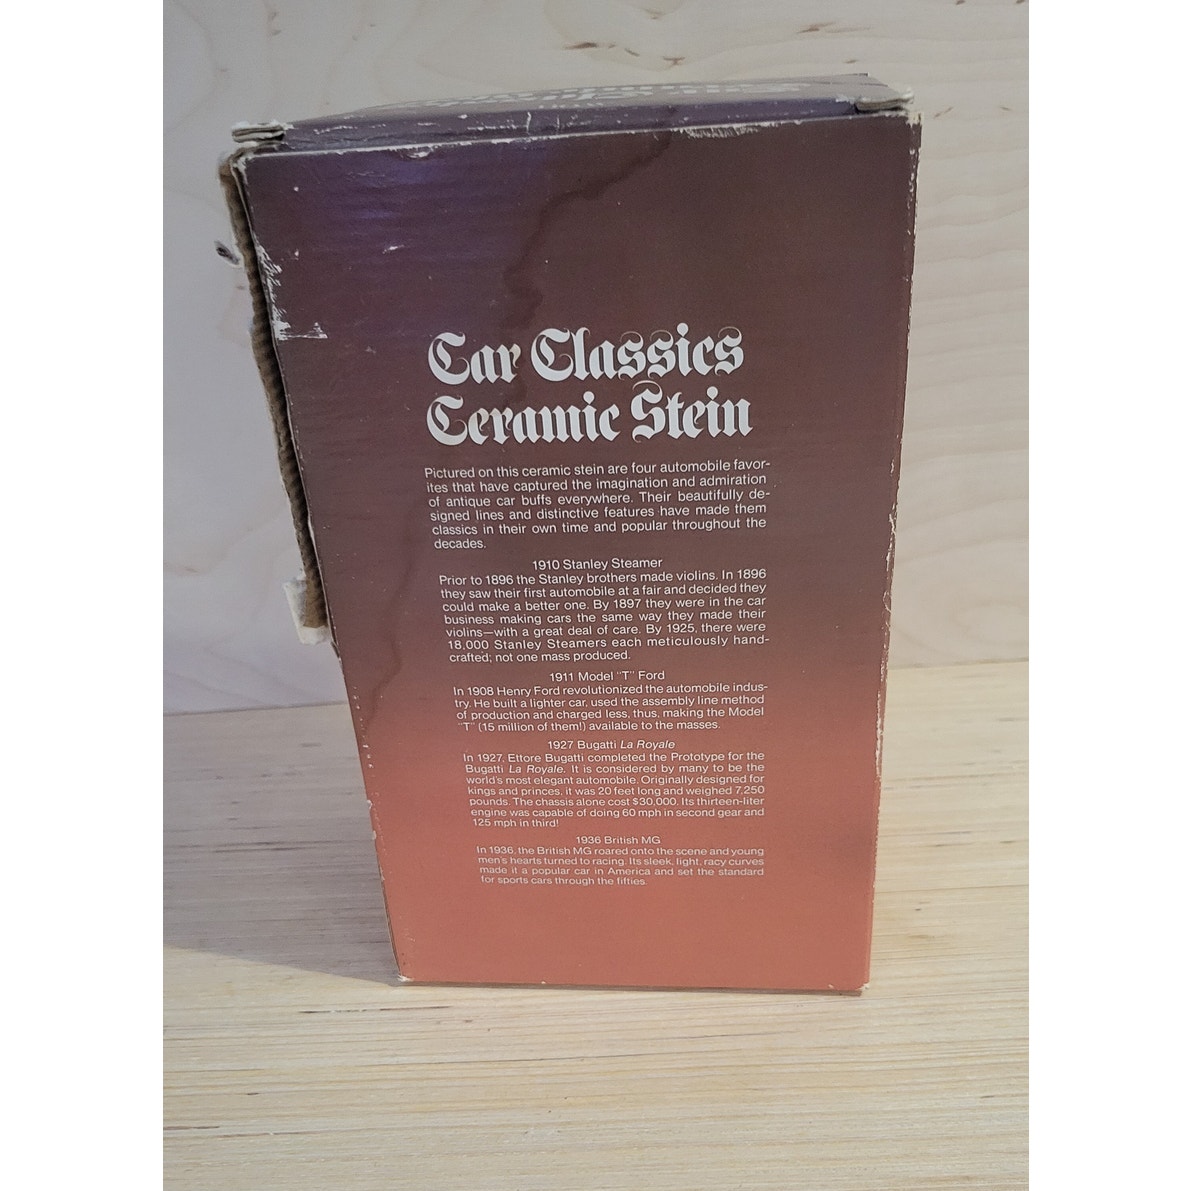 Car Classics
Ceramic Stein
Pictured on this ceramic stein are four automobile favor-
ites that have captured the imagination and admiration
of antique car buffs everywhere. Their beautifully de-
signed lines and distinctive features have made them
classics in their own time and popular throughout the
decades.
1910 Stanley Steamer
Prior to 1896 the Stanley brothers made violins. In 1896
they saw their first automobile at a fair and decided they
could make a better one. By 1897 they were in the car
business making cars the same way they made their
violins—with a great deal of care. By 1925, there were
18,000 Stanley Steamers each meticulously hand-
crafted; not one mass produced.
1911 Model "T" Ford
In 1908 Henry Ford revolutionized the automobile indus-
try. He built a lighter car, used the assembly line method
of production and charged less, thus, making the Model
"T" (15 million of them!) available to the masses.
1927 Bugatti La Royale
In 1927, Ettore Bugatti completed the Prototype for the
Bugatti La Royale. It is considered by many to be the
world's most elegant automobile. Originally designed for
kings and princes, it was 20 feet long and weighed 7,250
pounds. The chassis alone cost $30,000. Its thirteen-liter
engine was capable of doing 60 mph in second gear and
125 mph in third!
1936 British MG
In 1936, the British MG roared onto the scene and young
men's hearts turned to racing. Its sleek, light, racy curves
made it a popular car in America and set the standard
for sports cars through the fifties.